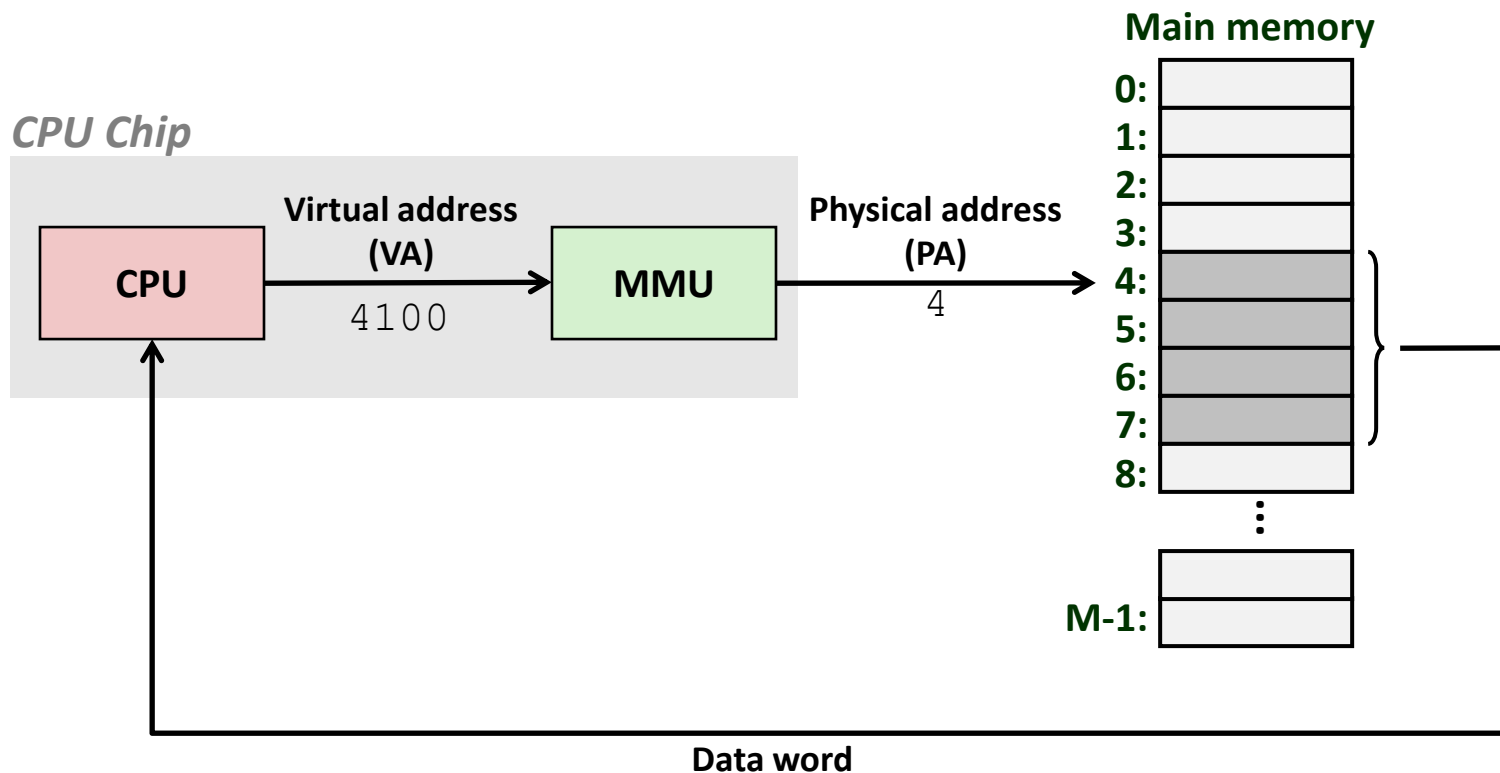 Main memory
CPU Chip
0:
1:
2:
3:
4:
5:
6:
7:
8:
M-1:
Virtual address
(VA)
4100
Physical address
(PA)
4
CPU
MMU
Data word